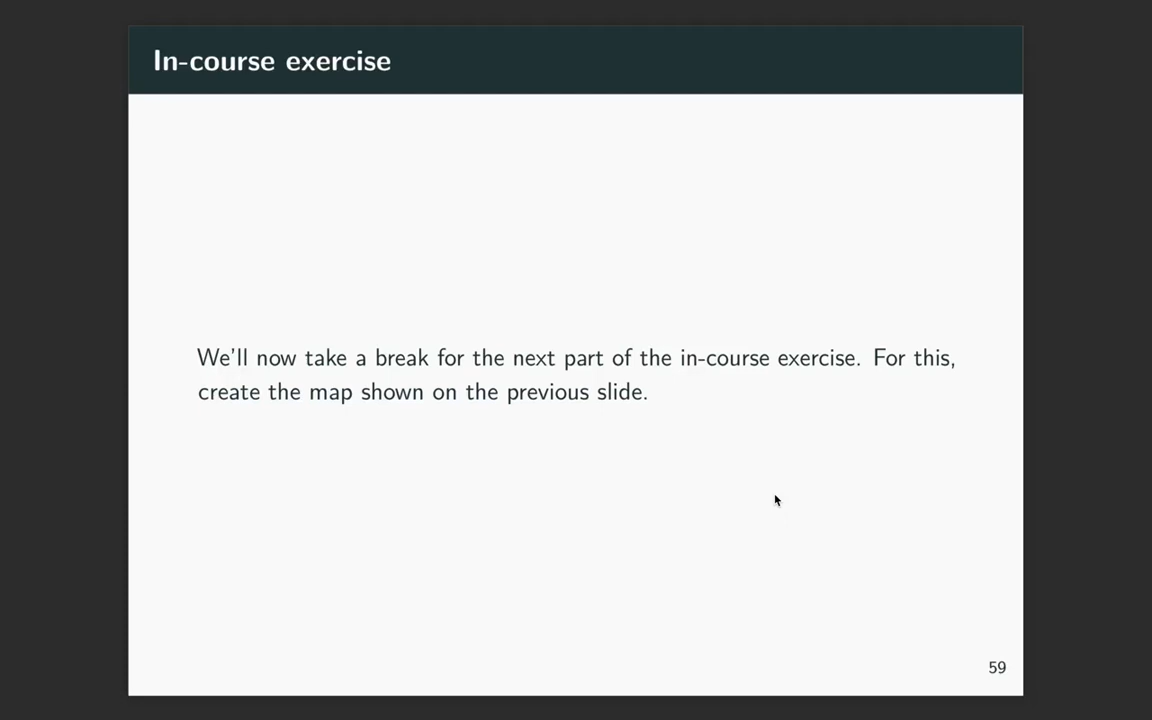 In-course exercise
We'll now take a break for the next part of the in-course exercise. For this,
create the map shown on the previous slide.
59